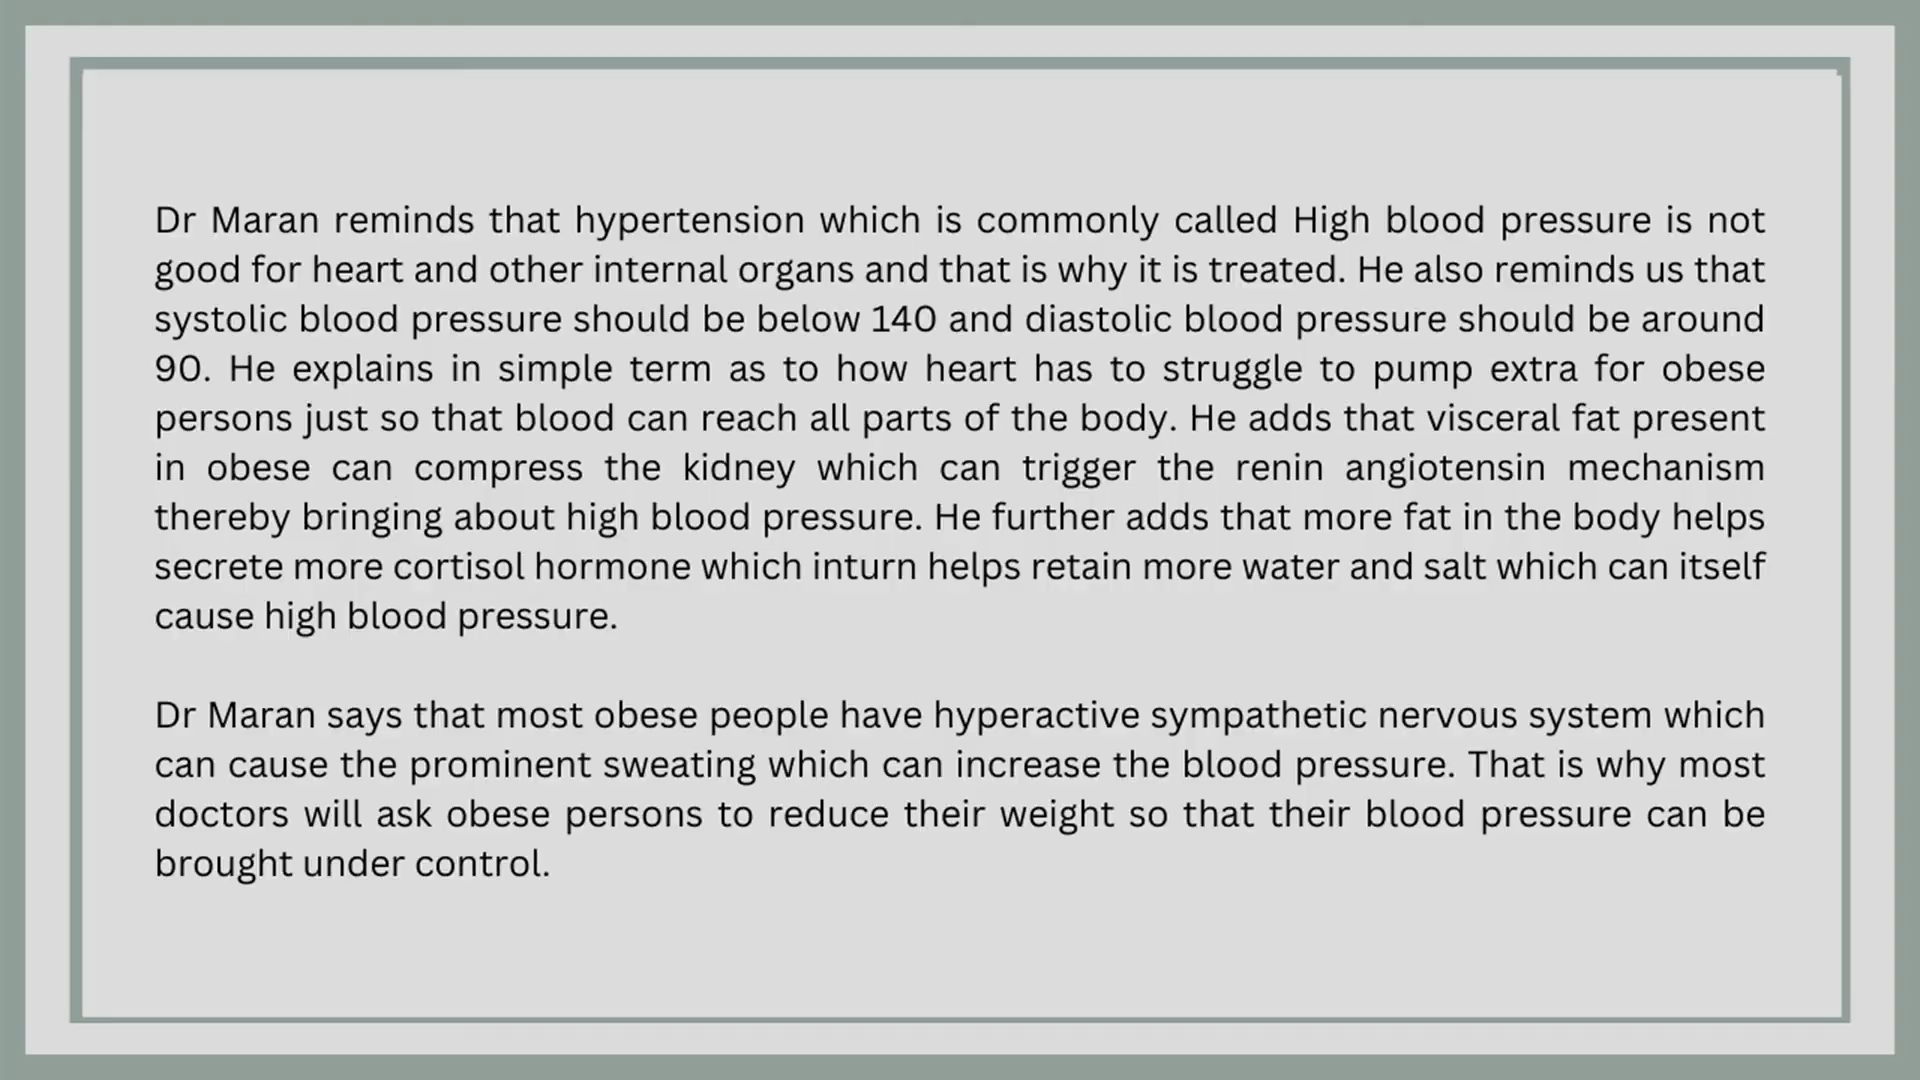 Dr Maran reminds that hypertension which is commonly called High blood pressure is not
good for heart and other internal organs and that is why it is treated. He also reminds us that
systolic blood pressure should be below 140 and diastolic blood pressure should be around
90. He explains in simple term as to how heart has to struggle to pump extra for obese
persons just so that blood can reach all parts of the body. He adds that visceral fat present
in obese can compress the kidney which can trigger the renin angiotensin mechanism
thereby bringing about high blood pressure. He further adds that more fat in the body helps
secrete more cortisol hormone which inturn helps retain more water and salt which can itself
cause high blood pressure.
Dr Maran says that most obese people have hyperactive sympathetic nervous system which
can cause the prominent sweating which can increase the blood pressure. That is why most
doctors will ask obese persons to reduce their weight so that their blood pressure can be
brought under control.